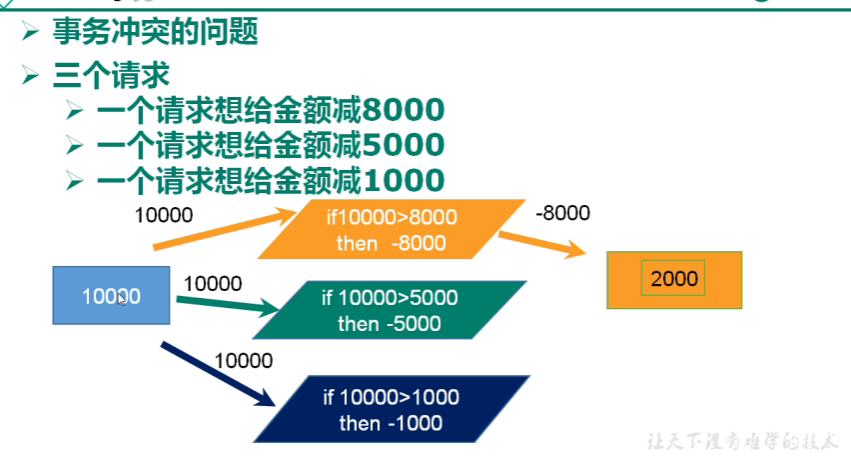 事务冲突的问题
三个请求
一个请求想给金额减8000
一个请求想给金额减5000
一个请求想给金额减1000
10000
if10000>8000
then -8000
-8000
10000
10000
if 10000>5000
then -5000
2000
10000
if 10000>1000
then -1000
让天下没有难学的技术